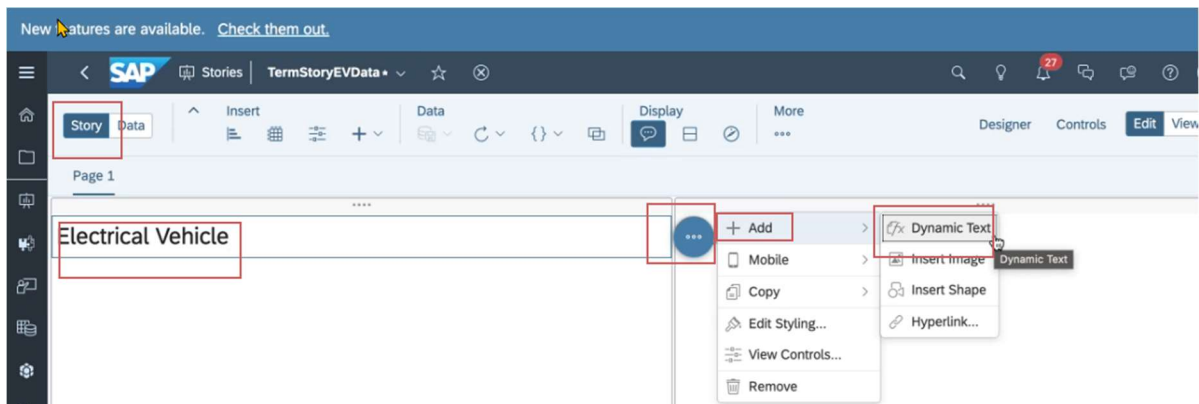 New features are available. Check them out.
SAP Stories TermStoryEVData
27
Story Data
Insert
Data
Display
More
Designer Controls Edit View
Page 1
Electrical Vehicle
Add
Mobile
Copy
Edit Styling...
View Controls...
Remove
Dynamic Text
Insert Image
Dynamic Text
Insert Shape
Hyperlink...